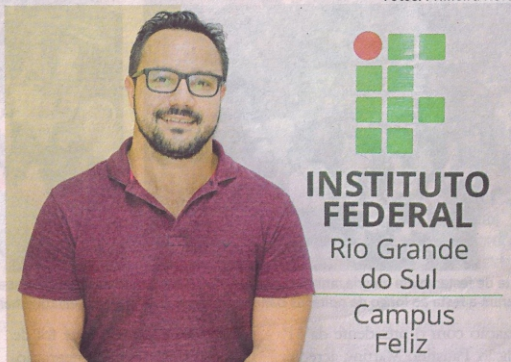 INSTITUTO
FEDERAL
Rio Grande
do Sul
Campus
Feliz